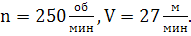 n = 250 об/мин, V = 27 м/мин.